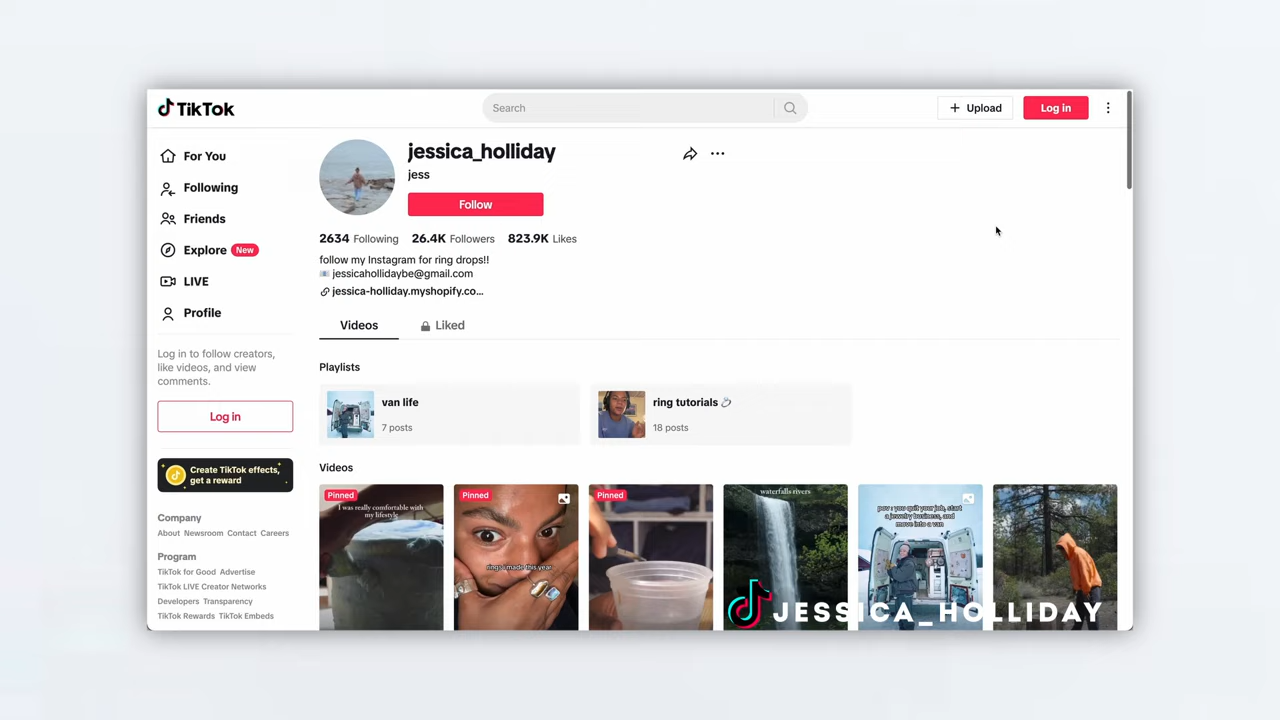 TikTok
Search
+ Upload
Log in
For You
Following
Friends
Explore New
LIVE
Profile
Log in to follow creators,
like videos, and view
comments.
Log in
Create TikTok effects,
get a reward
Company
About Newsroom Contact Careers
Program
TikTok for Good Advertise
TikTok LIVE Creator Networks
Developers Transparency
TikTok Rewards TikTok Embeds
jessica_holliday
jess
Follow
2634 Following 26.4K Followers 823.9K Likes
follow my Instagram for ring drops!!
jessicahollidaybe@gmail.com
jessica-holliday.myshopify.co...
Videos Liked
Playlists
van life
7 posts
ring tutorials
18 posts
Videos
Pinned
I was really comfortable with
my lifestyle
Pinned
rings i made this year
Pinned
waterfalls rivers
pov : you quit your job, start
a jewelry business, and
move into a van
JESSICA_HOLLIDAY